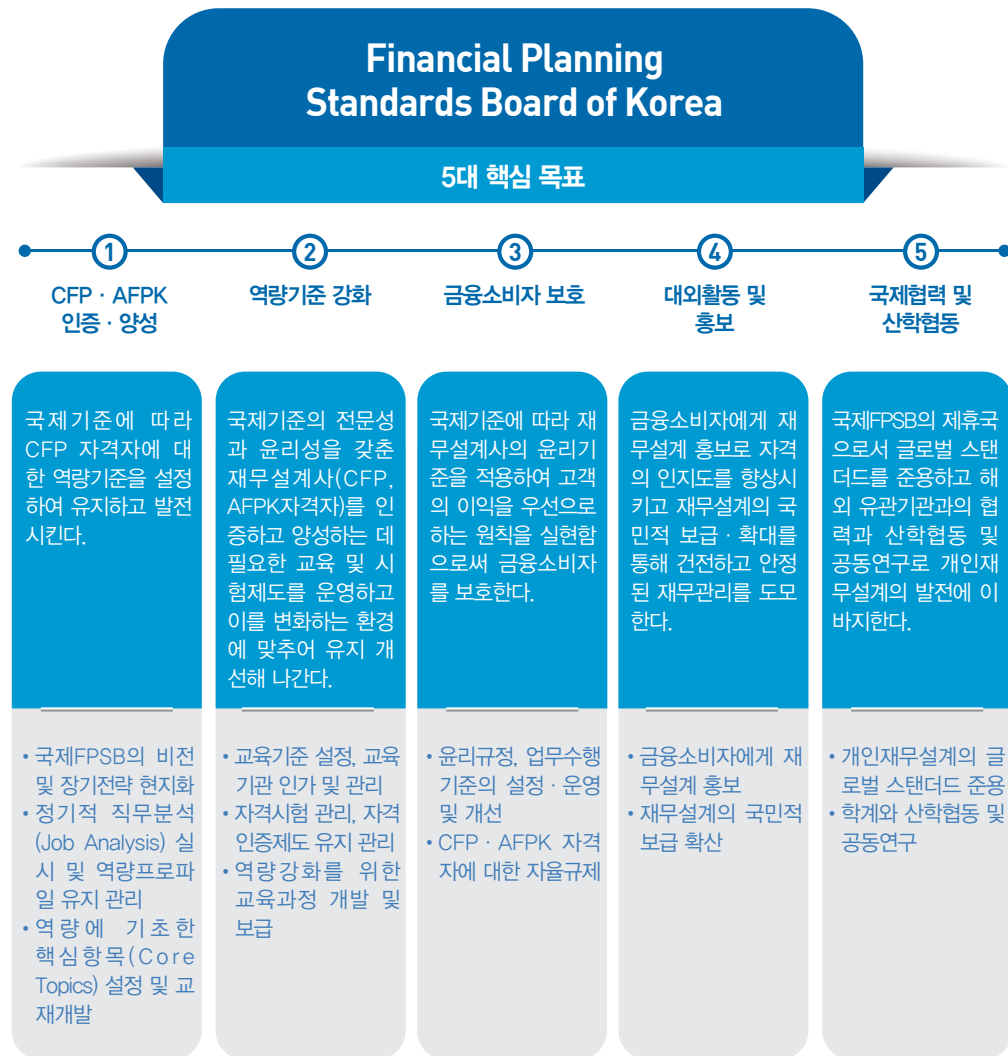 Financial Planning
Standards Board of Korea
5대 핵심 목표
1
CFP · AFPK
인증 · 양성
국제기준에 따라
CFP 자격자에 대
한 역량기준을 설정
하여 유지하고 발전
시킨다.
• 국제FPSB의 비전
및 장기전략 현지화
• 정기적 직무분석
(Job Analysis) 실
시 및 역량프로파
일 유지 관리
• 역량에 기초한
핵심항목(Core
Topics) 설정 및 교
재개발
2
역량기준 강화
국제기준의 전문성
과 윤리성을 갖춘
재무설계사(CFP,
AFPK자격자)를 인
증하고 양성하는 데
필요한 교육 및 시
험제도를 운영하고
이를 변화하는 환경
에 맞추어 유지 개
선해 나간다.
• 교육기준 설정, 교육
기관 인가 및 관리
• 자격시험 관리, 자격
인증제도 유지 관리
• 역량강화를 위한
교육과정 개발 및
보급
3
금융소비자 보호
국제기준에 따라 재
무설계사의 윤리기
준을 적용하여 고객
의 이익을 우선으로
하는 원칙을 실현함
으로써 금융소비자
를 보호한다.
• 윤리규정, 업무수행
기준의 설정 · 운영
및 개선
• CFP · AFPK 자격
자에 대한 자율규제
4
대외활동 및
홍보
금융소비자에게 재
무설계 홍보로 자격
의 인지도를 향상시
키고 재무설계의 국
민적 보급 · 확대를
통해 건전하고 안정
된 재무관리를 도모
한다.
• 금융소비자에게 재
무설계 홍보
• 재무설계의 국민적
보급 확산
5
국제협력 및
산학협동
국제FPSB의 제휴국
으로서 글로벌 스탠
더드를 준용하고 해
외 유관기관과의 협
력과 산학협동 및
공동연구로 개인재
무설계의 발전에 이
바지한다.
• 개인재무설계의 글
로벌 스탠더드 준용
• 학계와 산학협동 및
공동연구